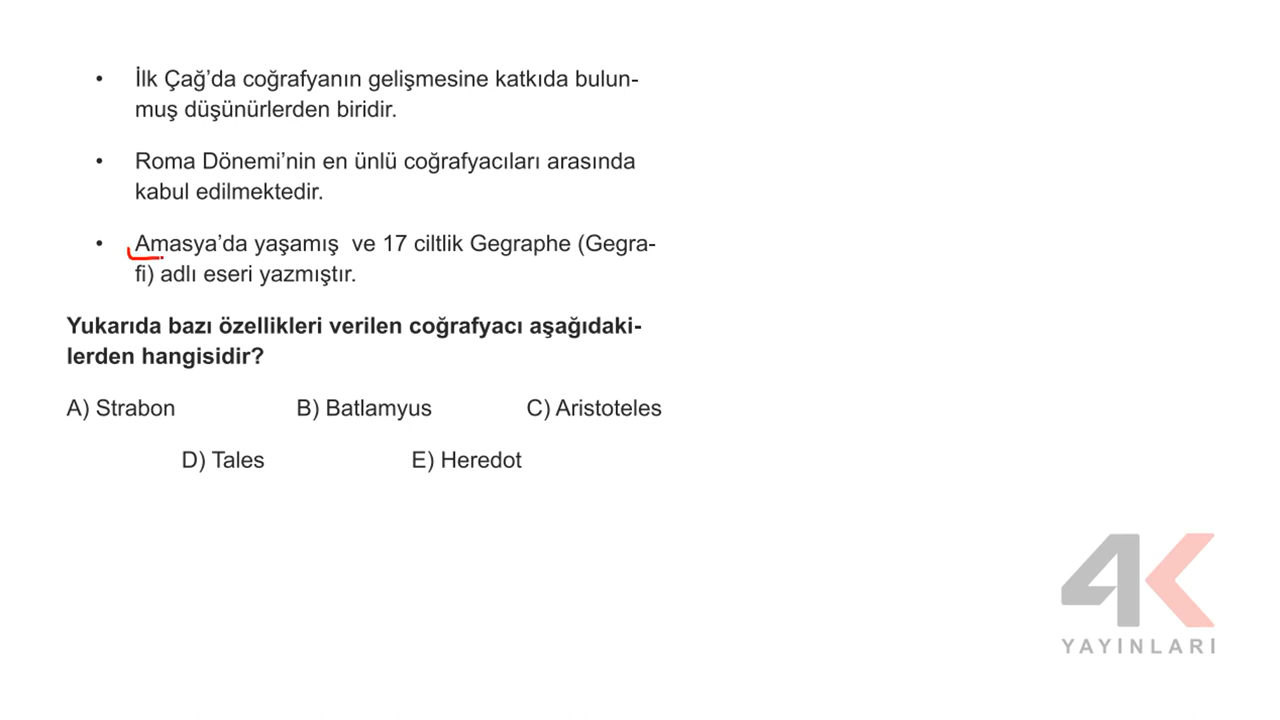 • İlk Çağ’da coğrafyanın gelişmesine katkıda bulun-
muş düşünürlerden biridir.
• Roma Dönemi’nin en ünlü coğrafyacıları arasında
kabul edilmektedir.
• Amasya’da yaşamış ve 17 ciltlik Gegraphe (Gegra-
fi) adlı eseri yazmıştır.
Yukarıda bazı özellikleri verilen coğrafyacı aşağıdaki-
lerden hangisidir?
A) Strabon B) Batlamyus C) Aristoteles
D) Tales E) Heredot
4K
YAYINLARI